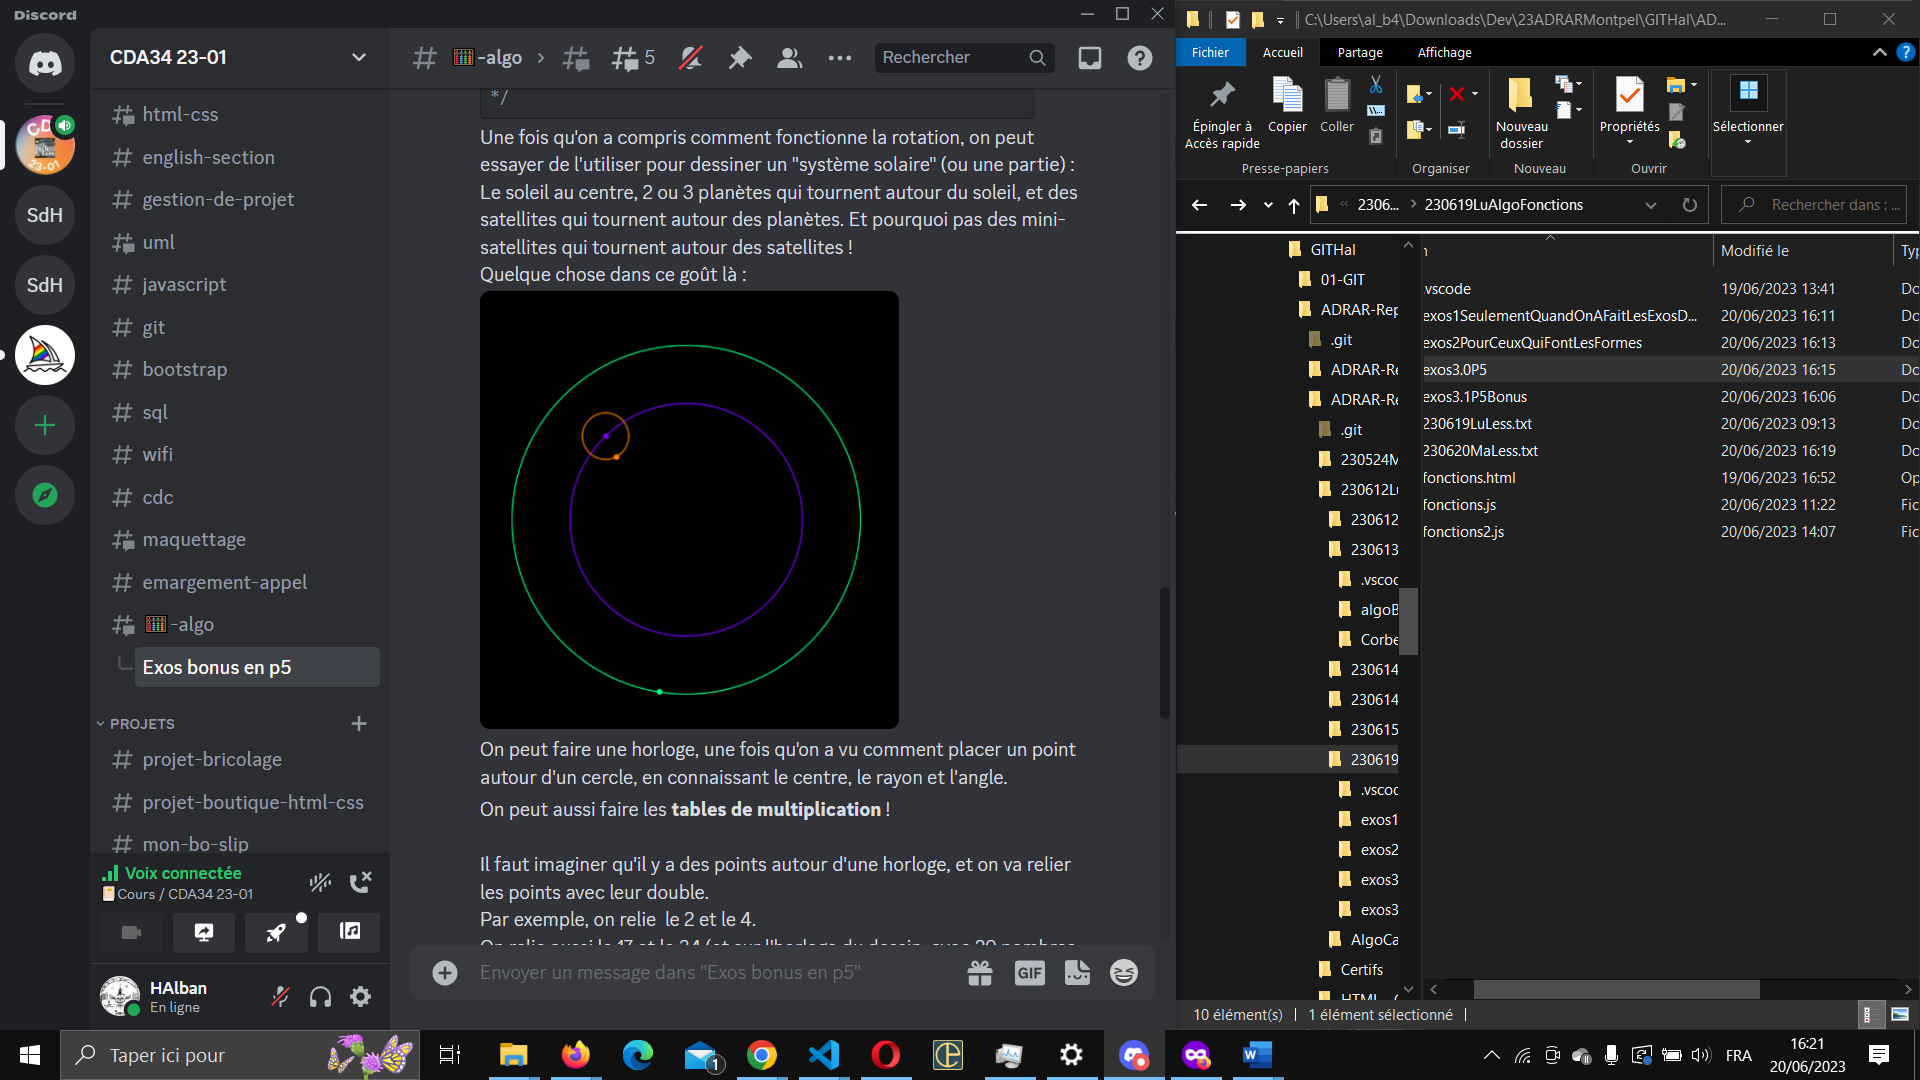 Discord
CDA34 23-01
html-css
english-section
gestion-de-projet
uml
javascript
git
bootstrap
sql
wifi
cdc
maquettage
emargement-appel
-algo
Exos bonus en p5
PROJETS
projet-bricolage
projet-boutique-html-css
mon-bo-slip
Voix connectée
Cours / CDA34 23-01
HAlban
En ligne
SdH
SdH
-algo
5
Rechercher
*/
Une fois qu'on a compris comment fonctionne la rotation, on peut
essayer de l'utiliser pour dessiner un "système solaire" (ou une partie) :
Le soleil au centre, 2 ou 3 planètes qui tournent autour du soleil, et des
satellites qui tournent autour des planètes. Et pourquoi pas des mini-
satellites qui tournent autour des satellites !
Quelque chose dans ce goût là :
On peut faire une horloge, une fois qu'on a vu comment placer un point
autour d'un cercle, en connaissant le centre, le rayon et l'angle.
On peut aussi faire les tables de multiplication !
Il faut imaginer qu'il y a des points autour d'une horloge, et on va relier
les points avec leur double.
Par exemple, on relie le 2 et le 4.
Envoyer un message dans "Exos bonus en p5"
GIF
C:\Users\al_b4\Downloads\Dev\23ADRARMontpel\GITHal\AD...
Fichier
Accueil
Partage
Affichage
Épingler à
Accès rapide
Copier
Coller
Nouveau
dossier
Propriétés
Sélectionner
Presse-papiers
Organiser
Nouveau
Ouvrir
« 2306... > 230619LuAlgoFonctions
Rechercher dans : ...
GITHal
01-GIT
ADRAR-Rep
.git
ADRAR-Re
ADRAR-Re
.git
230524M
230612Lu
230612
230613
.vscod
algoB
Corbe
230614
230614
230615
230619
.vscod
exos1
exos2
exos3
exos3
AlgoCa
Certifs
Modifié le
Typ
.vscode 19/06/2023 13:41 Do
exos1SeulementQuandOnAFaitLesExosD... 20/06/2023 16:11 Do
exos2PourCeuxQuiFontLesFormes 20/06/2023 16:13 Do
exos3.0P5 20/06/2023 16:15 Do
exos3.1P5Bonus 20/06/2023 16:06 Do
230619LuLess.txt 20/06/2023 09:13 Do
230620MaLess.txt 20/06/2023 16:19 Do
fonctions.html 19/06/2023 16:52 Op
fonctions.js 20/06/2023 11:22 Fic
fonctions2.js 20/06/2023 14:07 Fic
10 élément(s)
1 élément sélectionné
Taper ici pour
1
FRA
16:21
20/06/2023